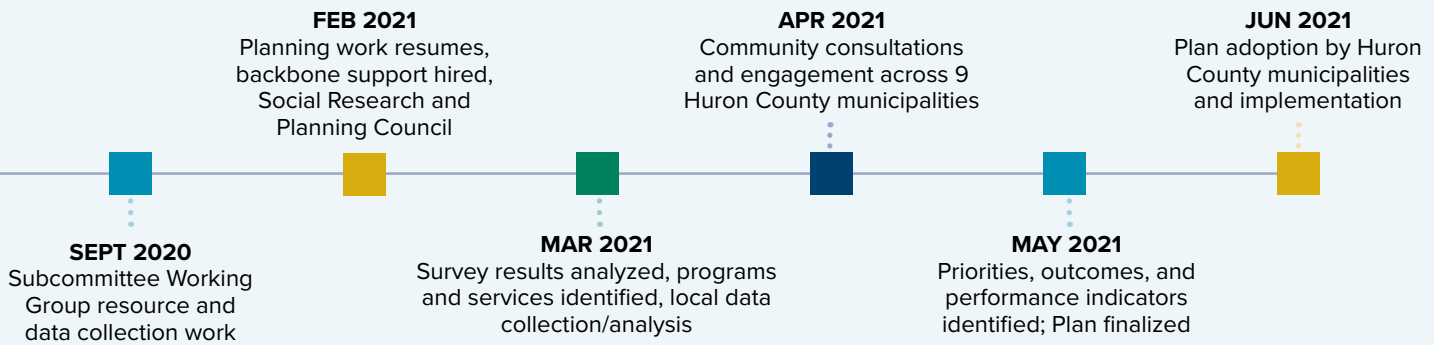 SEPT 2020
Subcommittee Working
Group resource and
data collection work
FEB 2021
Planning work resumes,
backbone support hired,
Social Research and
Planning Council
MAR 2021
Survey results analyzed, programs
and services identified, local data
collection/analysis
APR 2021
Community consultations
and engagement across 9
Huron County municipalities
MAY 2021
Priorities, outcomes, and
performance indicators
identified; Plan finalized
JUN 2021
Plan adoption by Huron
County municipalities
and implementation